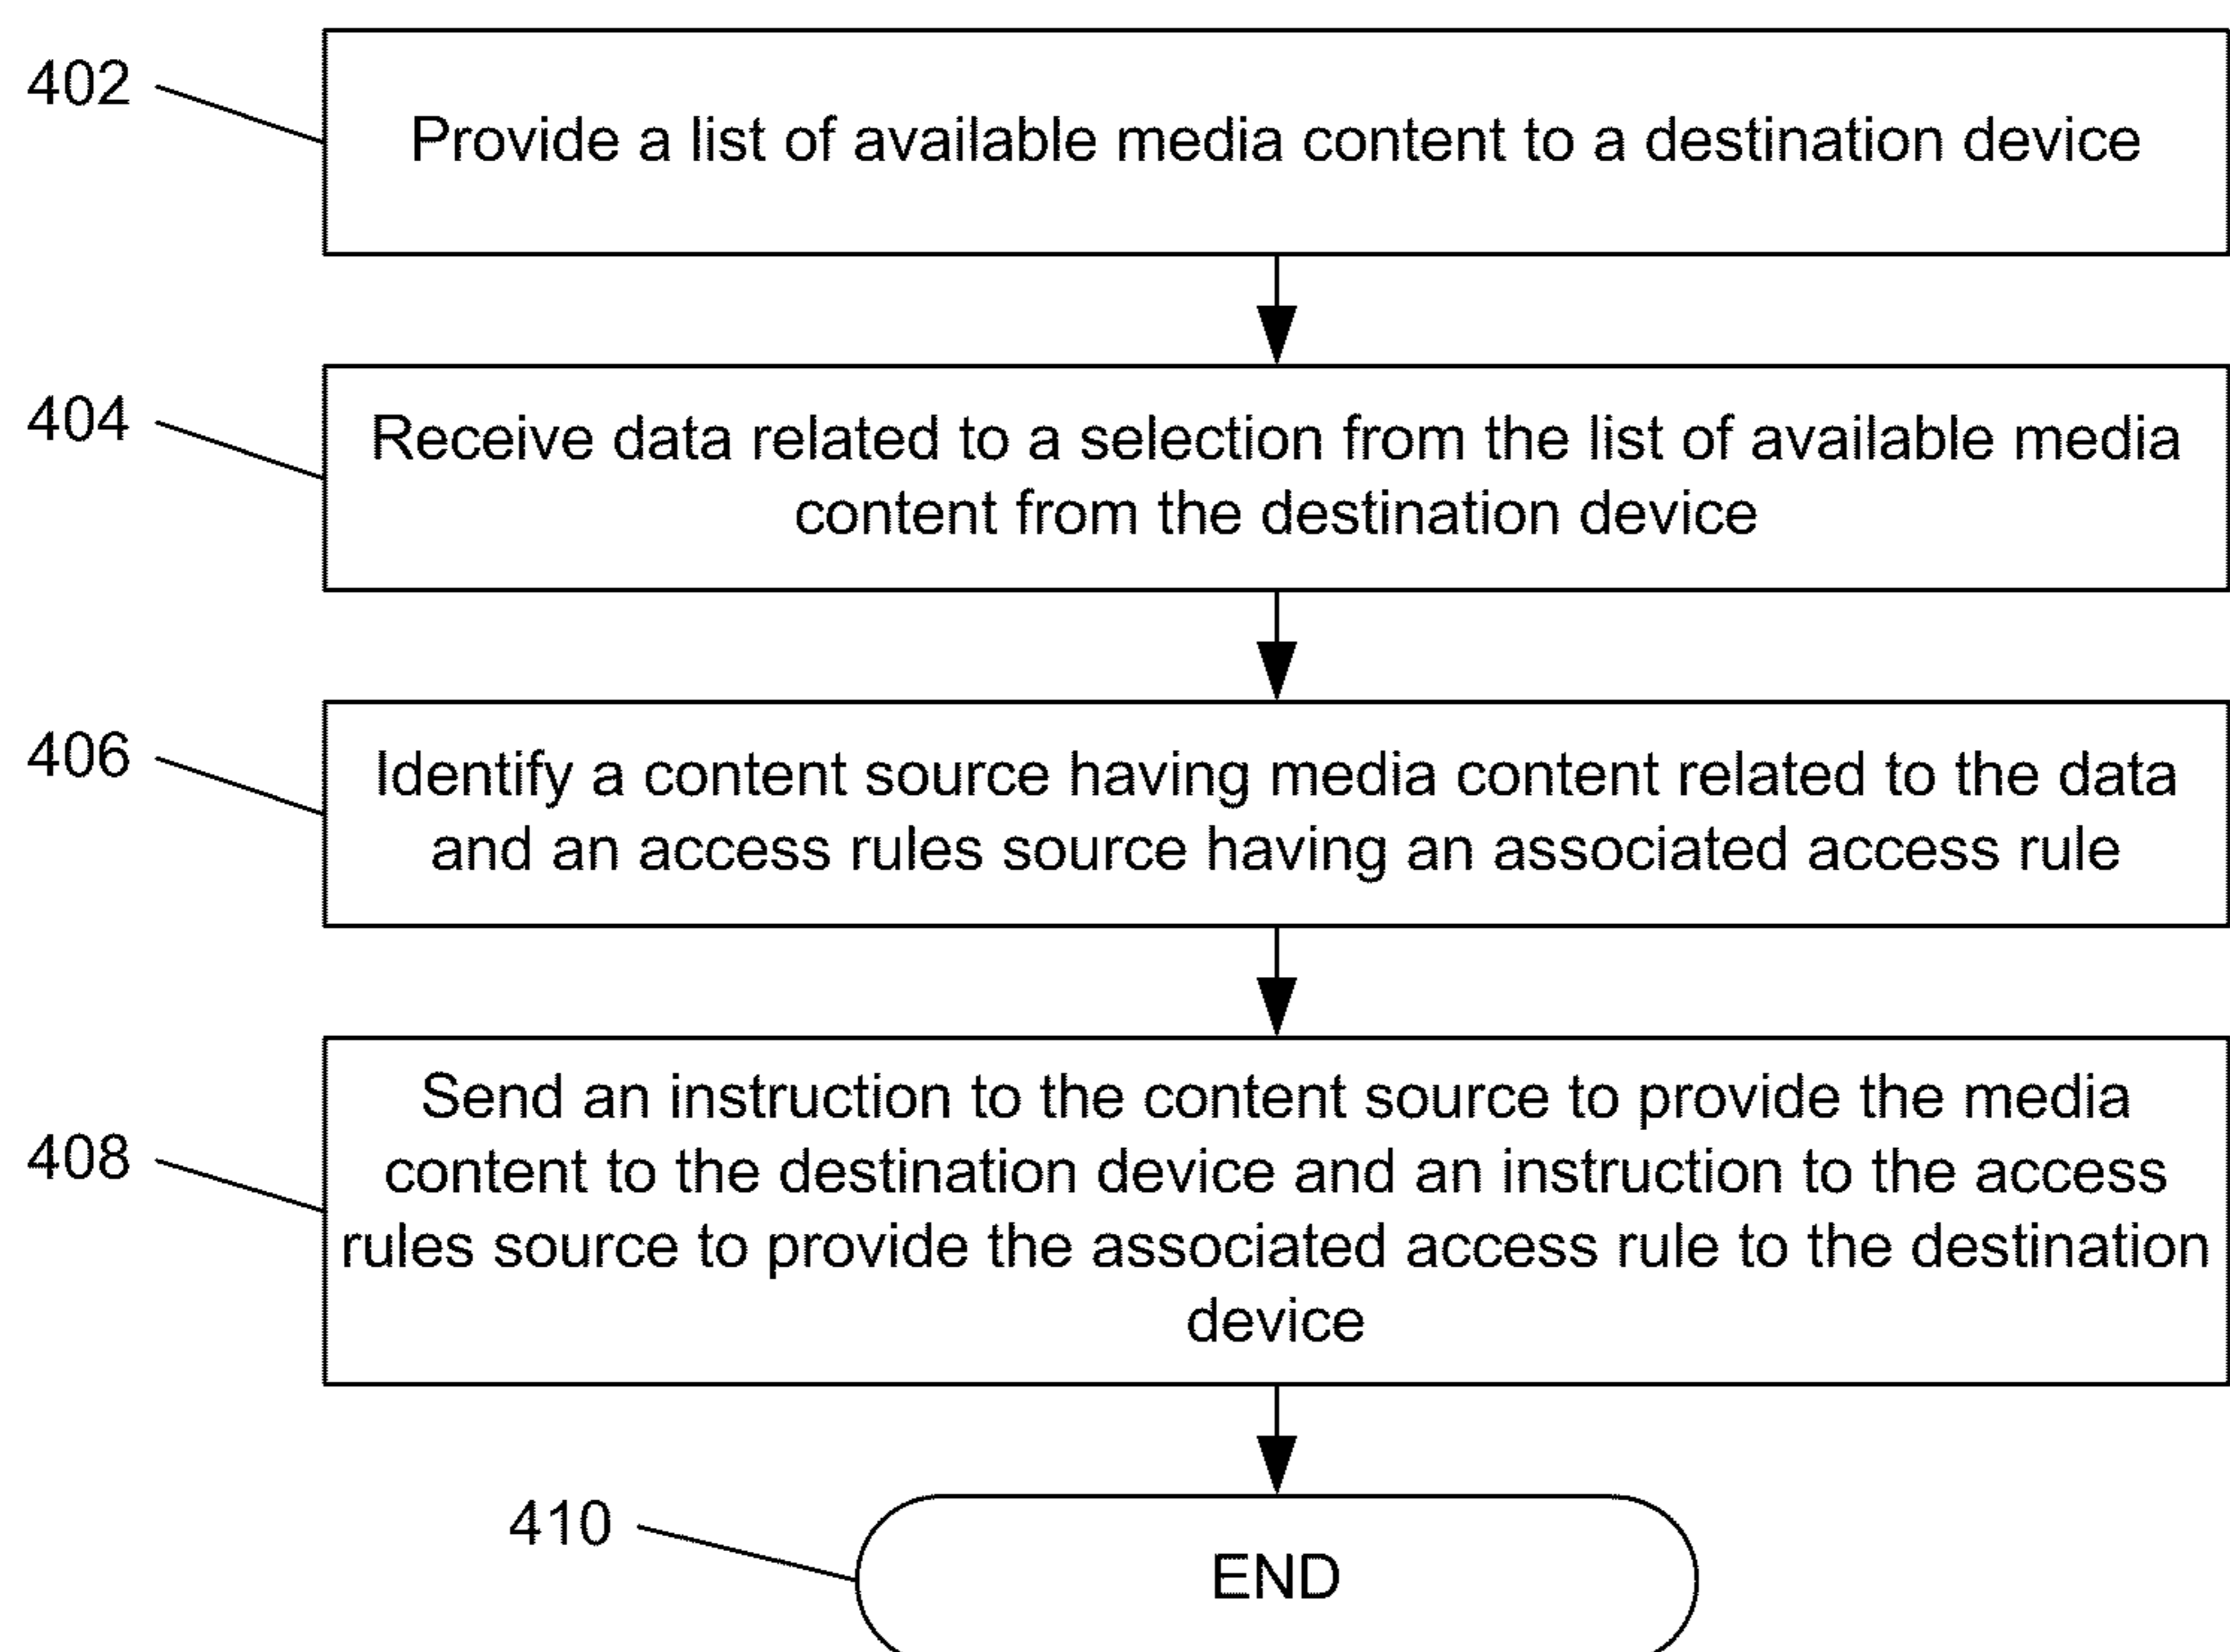 402
Provide a list of available media content to a destination device
404
Receive data related to a selection from the list of available media
content from the destination device
406
Identify a content source having media content related to the data
and an access rules source having an associated access rule
408
Send an instruction to the content source to provide the media
content to the destination device and an instruction to the access
rules source to provide the associated access rule to the destination
device
410
END